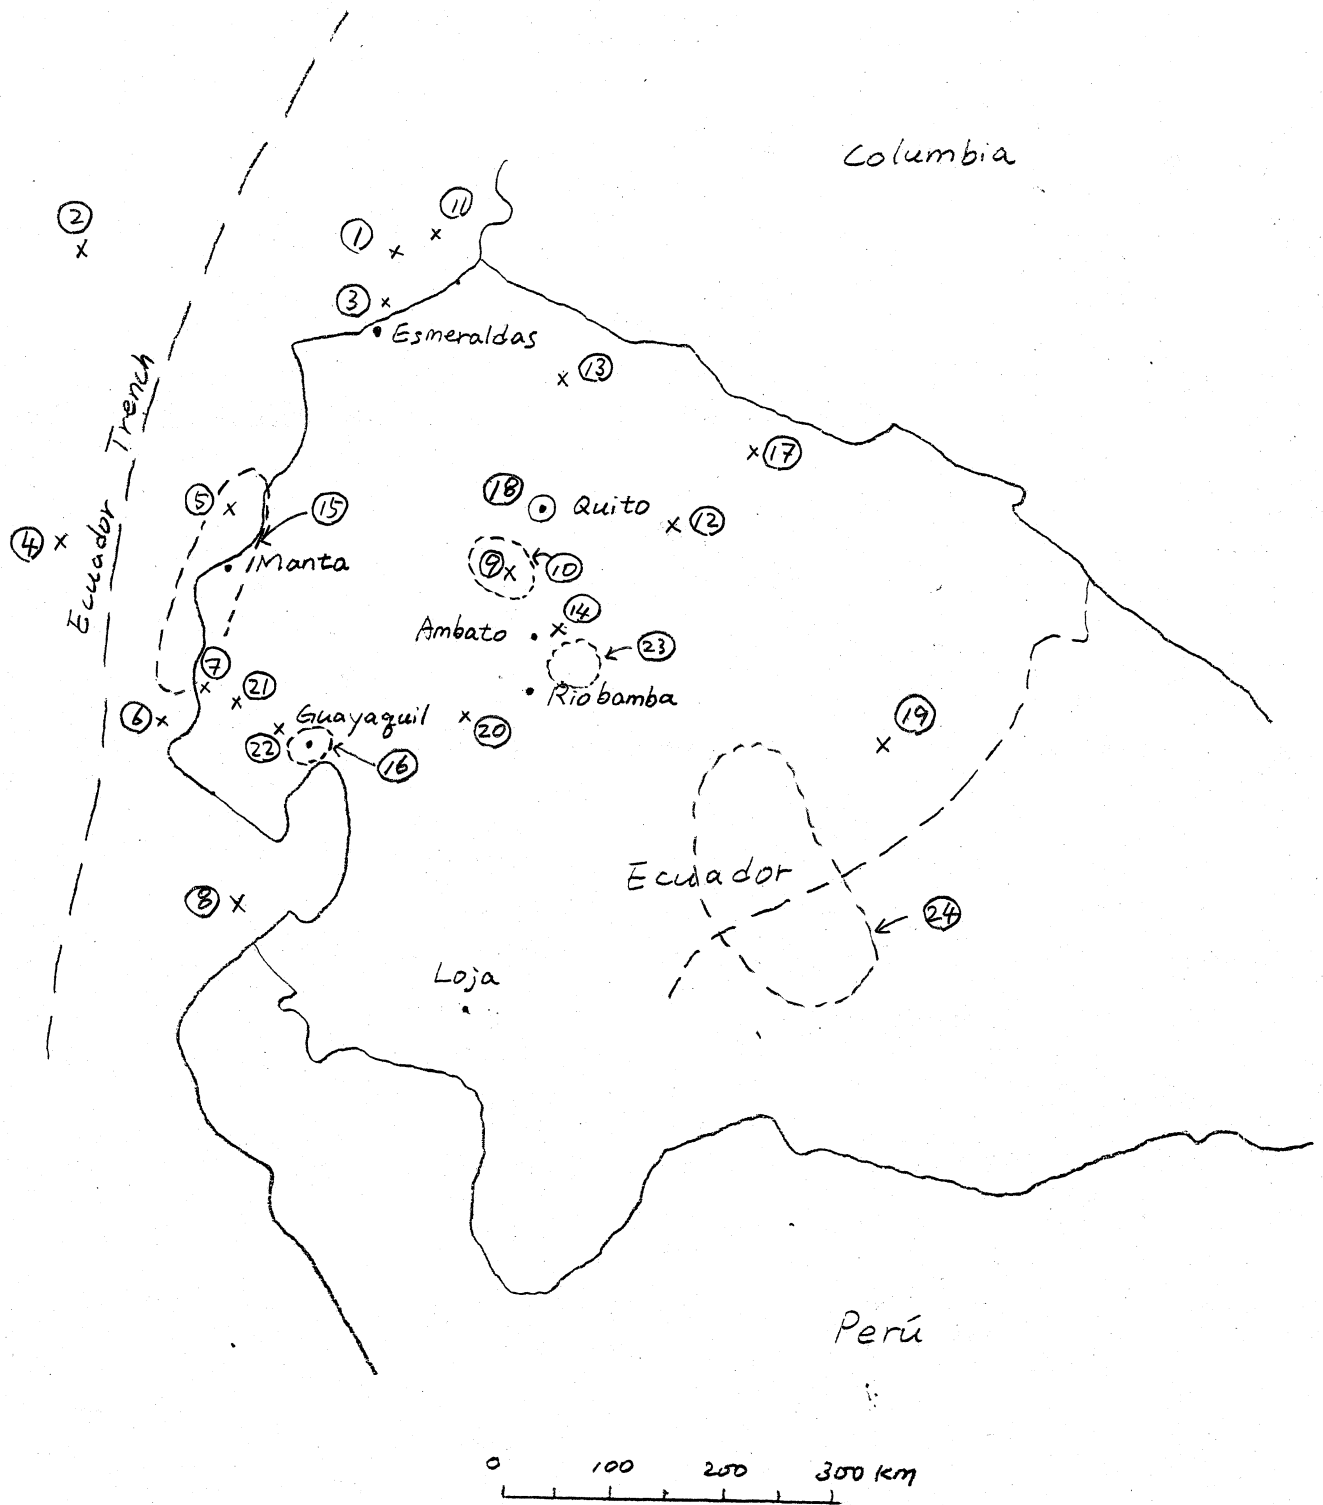 Columbia
②
①
⑪
③
Esmeraldas
⑬
Ecuador Trench
⑰
⑤
⑮
⑱
Quito
⑫
④
Manta
⑨
⑩
⑭
Ambato
㉓
⑦
㉑
Riobamba
⑥
Guayaquil
⑳
⑲
㉒
⑯
Ecuador
⑧
㉔
Loja
Perú
0 100 200 300 km